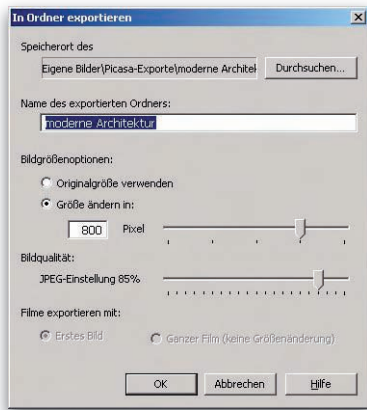 In Ordner exportieren
Speicherort des
Eigene Bilder\Picasa-Exporte\moderne Architek
Durchsuchen...
Name des exportierten Ordners:
moderne Architektur
Bildgrößenoptionen:
Originalgröße verwenden
Größe ändern in:
800 Pixel
Bildqualität:
JPEG-Einstellung 85%
Filme exportieren mit:
Erstes Bild Ganzer Film (keine Größenänderung)
OK Abbrechen Hilfe